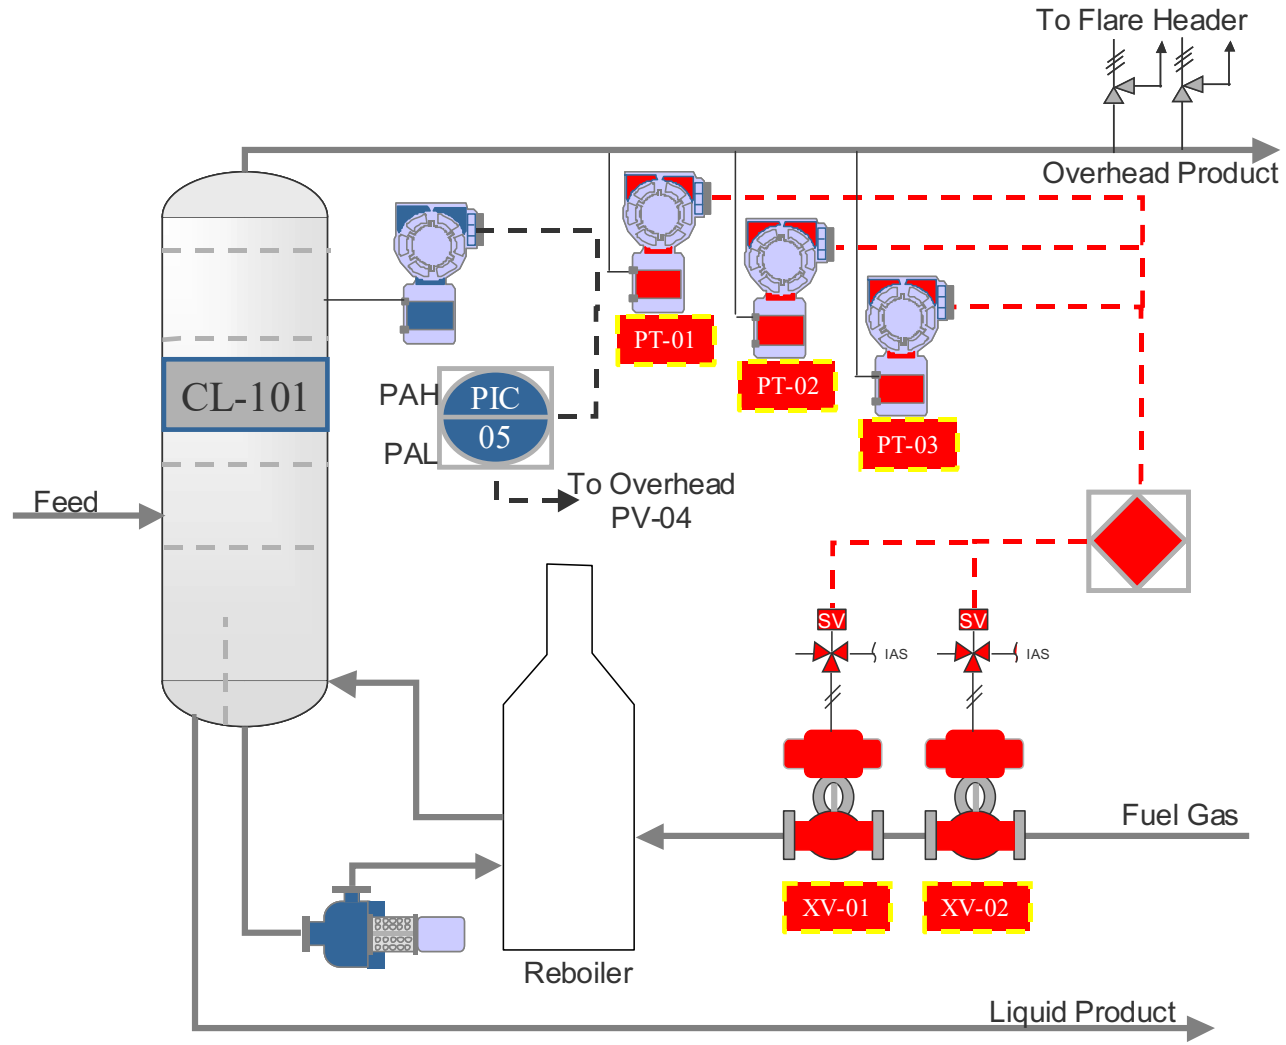 To Flare Header
Overhead Product
PT-01
PT-02
PT-03
CL-101
PAH
PIC
05
PAL
To Overhead
PV-04
Feed
SV
SV
IAS
IAS
Fuel Gas
XV-01
XV-02
Reboiler
Liquid Product